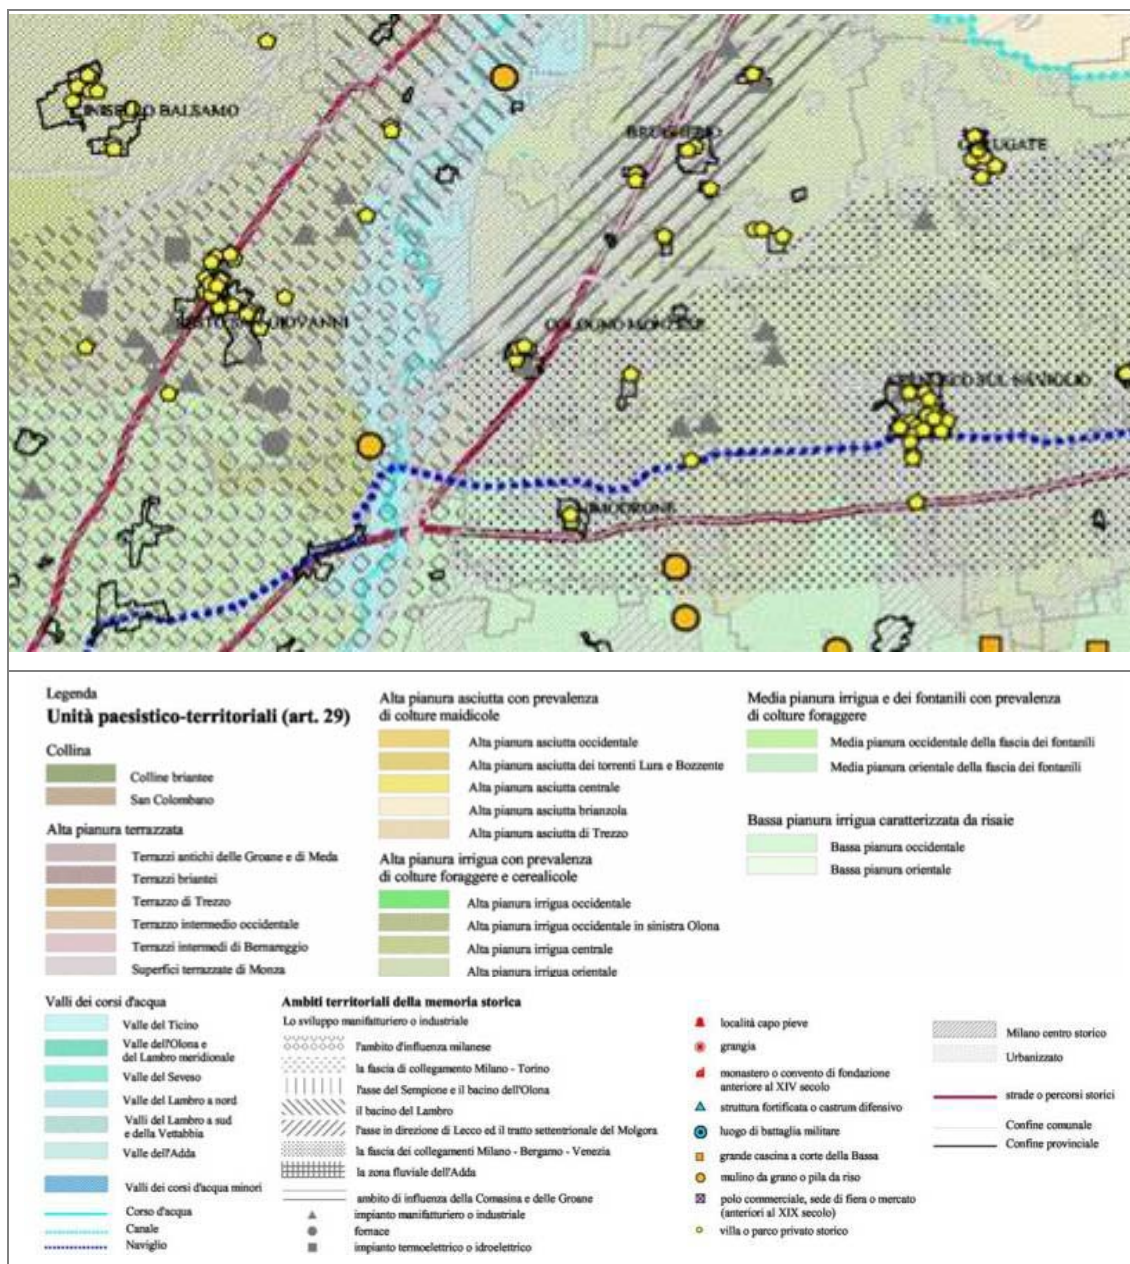 BALSAMO
SUL NAVIGLIO
Legenda
Unità paesistico-territoriali (art. 29)
Collina
Colline briantee
San Colombano
Alta pianura terrazzata
Terrazzi antichi delle Groane e di Meda
Terrazzi briantei
Terrazzo di Trezzo
Terrazzo intermedio occidentale
Terrazzi intermedi di Bernareggio
Superfici terrazzate di Monza
Alta pianura asciutta con prevalenza
di colture maidicole
Alta pianura asciutta occidentale
Alta pianura asciutta dei torrenti Lura e Bozzente
Alta pianura asciutta centrale
Alta pianura asciutta brianzola
Alta pianura asciutta di Trezzo
Alta pianura irrigua con prevalenza
di colture foraggere e cerealicole
Alta pianura irrigua occidentale
Alta pianura irrigua occidentale in sinistra Olona
Alta pianura irrigua centrale
Alta pianura irrigua orientale
Media pianura irrigua e dei fontanili con prevalenza
di colture foraggere
Media pianura occidentale della fascia dei fontanili
Media pianura orientale della fascia dei fontanili
Bassa pianura irrigua caratterizzata da risaie
Bassa pianura occidentale
Bassa pianura orientale
Valli dei corsi d'acqua
Valle del Ticino
Valle dell'Olona e
del Lambro meridionale
Valle del Seveso
Valle del Lambro a nord
Valli del Lambro a sud
e della Vettabbia
Valle dell'Adda
Valli dei corsi d'acqua minori
Corso d'acqua
Canale
Naviglio
Ambiti territoriali della memoria storica
Lo sviluppo manifatturiero o industriale
l'ambito d'influenza milanese
la fascia di collegamento Milano - Torino
l'asse del Sempione e il bacino dell'Olona
il bacino del Lambro
l'asse in direzione di Lecco ed il tratto settentrionale del Molgora
la fascia dei collegamenti Milano - Bergamo - Venezia
la zona fluviale dell'Adda
ambito di influenza della Comasina e delle Groane
impianto manifatturiero o industriale
fornace
impianto termoelettrico o idroelettrico
località capo pieve
grangia
monastero o convento di fondazione
anteriore al XIV secolo
struttura fortificata o castrum difensivo
luogo di battaglia militare
grande cascina a corte della Bassa
mulino da grano o pila da riso
polo commerciale, sede di fiera o mercato
(anteriori al XIX secolo)
villa o parco privato storico
Milano centro storico
Urbanizzato
strade o percorsi storici
Confine comunale
Confine provinciale